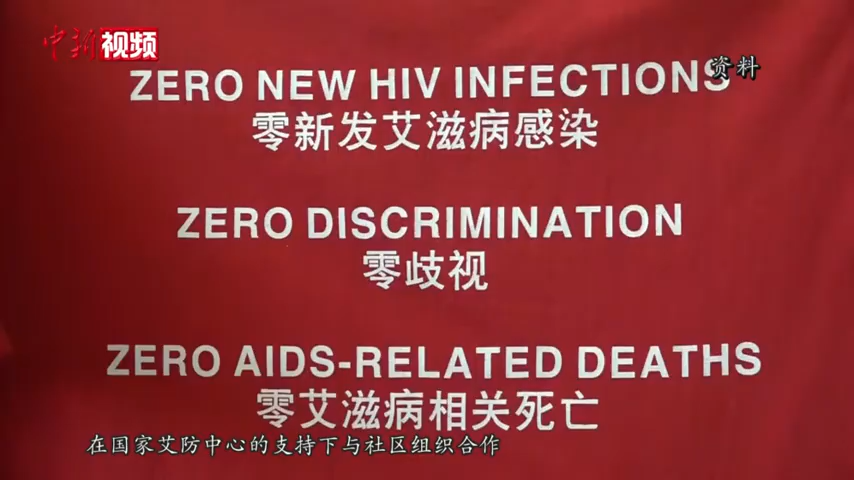 中新视频
资料
ZERO NEW HIV INFECTIONS
零新发艾滋病感染
ZERO DISCRIMINATION
零歧视
ZERO AIDS-RELATED DEATHS
零艾滋病相关死亡
在国家艾防中心的支持下与社区组织合作